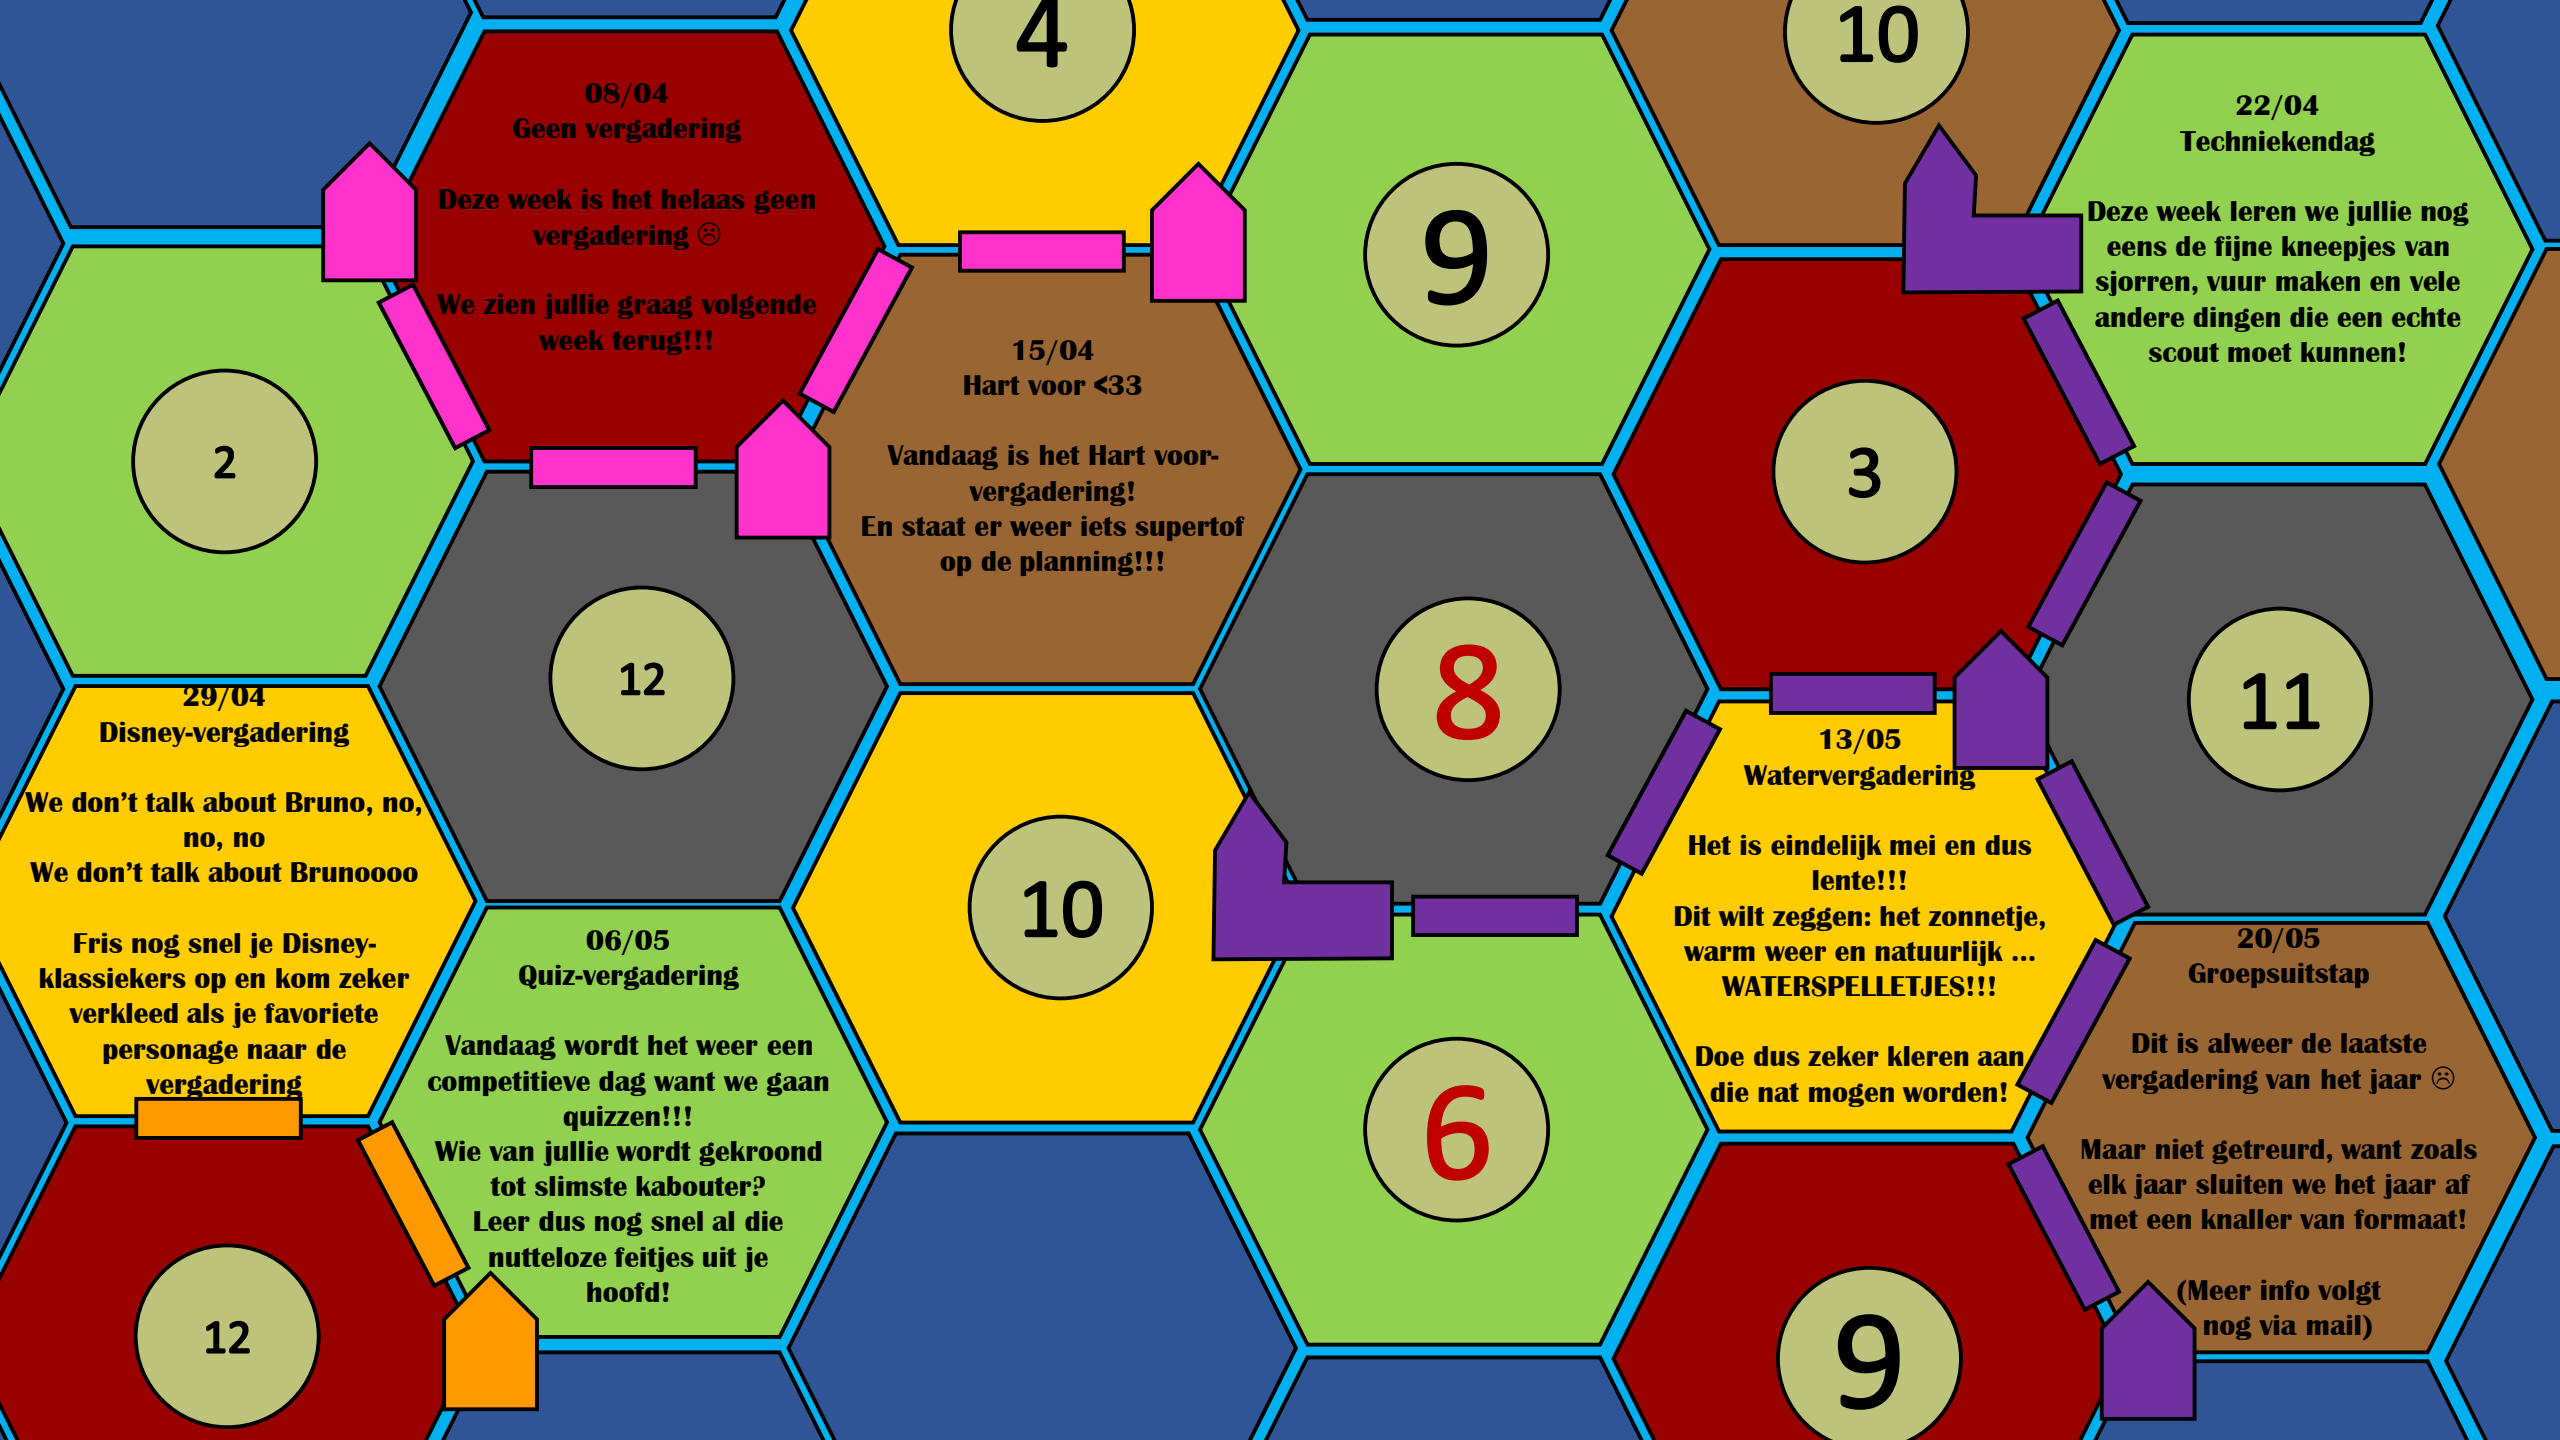 4
10
08/04
Geen vergadering
Deze week is het helaas geen
vergadering ☹
We zien jullie graag volgende
week terug!!!
22/04
Techniekendag
Deze week leren we jullie nog
eens de fijne kneepjes van
sjorren, vuur maken en vele
andere dingen die een echte
scout moet kunnen!
9
2
15/04
Hart voor <33
Vandaag is het Hart voor-
vergadering!
En staat er weer iets supertof
op de planning!!!
3
12
8
11
29/04
Disney-vergadering
We don't talk about Bruno, no,
no, no
We don't talk about Brunoooo
Fris nog snel je Disney-
klassiekers op en kom zeker
verkleed als je favoriete
personage naar de
vergadering
10
13/05
Watervergadering
Het is eindelijk mei en dus
lente!!!
Dit wilt zeggen: het zonnetje,
warm weer en natuurlijk ...
WATERSPELLETJES!!!
Doe dus zeker kleren aan
die nat mogen worden!
06/05
Quiz-vergadering
Vandaag wordt het weer een
competitieve dag want we gaan
quizzen!!!
Wie van jullie wordt gekroond
tot slimste kabouter?
Leer dus nog snel al die
nutteloze feitjes uit je
hoofd!
6
20/05
Groepsuitstap
Dit is alweer de laatste
vergadering van het jaar ☹
Maar niet getreurd, want zoals
elk jaar sluiten we het jaar af
met een knaller van formaat!
(Meer info volgt
nog via mail)
12
9